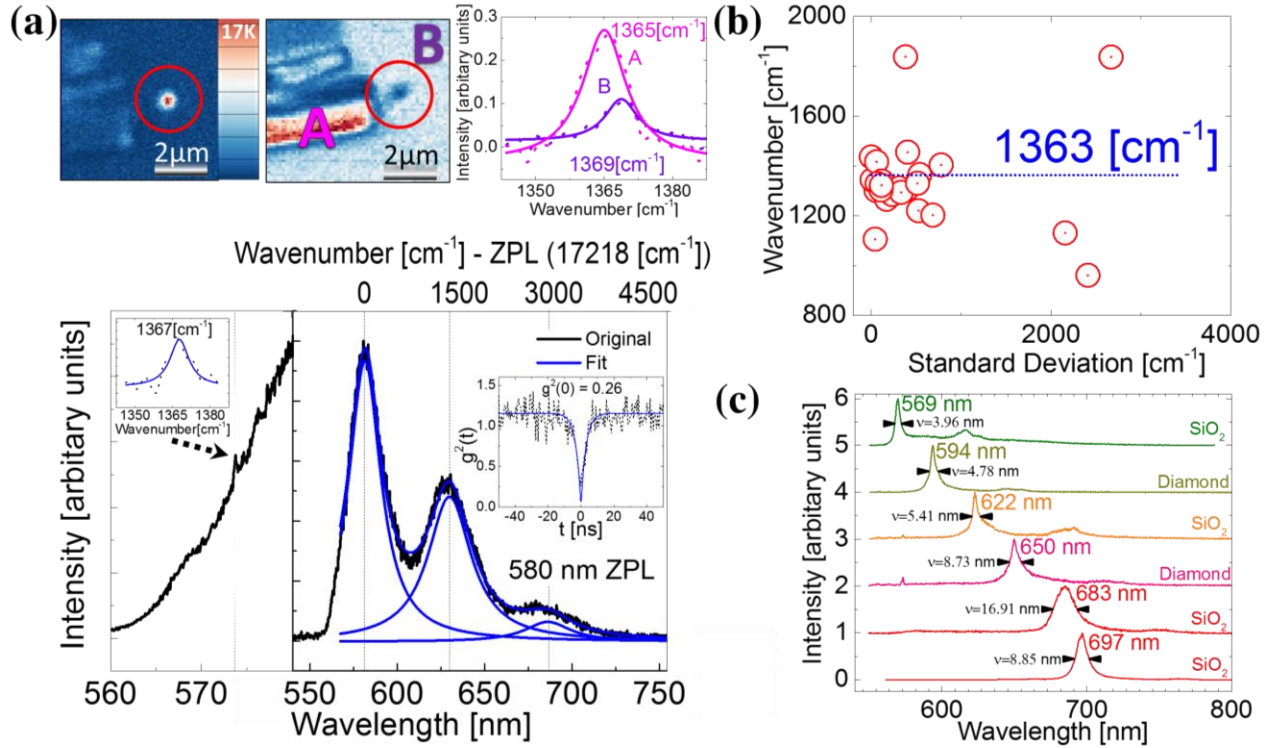 (a)
17K
2μm
B
A
2μm
Intensity [arbitary units]
0.3
0.2
0.1
0.0
1365[cm-1]
A
B
1369[cm-1]
1350 1365 1380
Wavenumber [cm-1]
Wavenumber [cm-1] - ZPL (17218 [cm-1])
0 1500 3000 4500
Intensity [arbitary units]
1367[cm-1]
1350 1365 1380
Wavenumber[cm-1]
Original
Fit
g2(0) = 0.26
g2(t)
1.5
1.0
0.5
0.0
-40 -20 0 20 40
t [ns]
580 nm ZPL
560 570 550 600 650 700 750
Wavelength [nm]
(b)
Wavenumber [cm-1]
2000
1600
1200
800
1363 [cm-1]
0 2000 4000
Standard Deviation [cm-1]
(c)
Intensity [arbitary units]
6
5
4
3
2
1
0
569 nm
ν=3.96 nm
SiO2
594 nm
ν=4.78 nm
Diamond
622 nm
ν=5.41 nm
SiO2
650 nm
ν=8.73 nm
Diamond
683 nm
ν=16.91 nm
SiO2
697 nm
ν=8.85 nm
SiO2
600 700 800
Wavelength [nm]